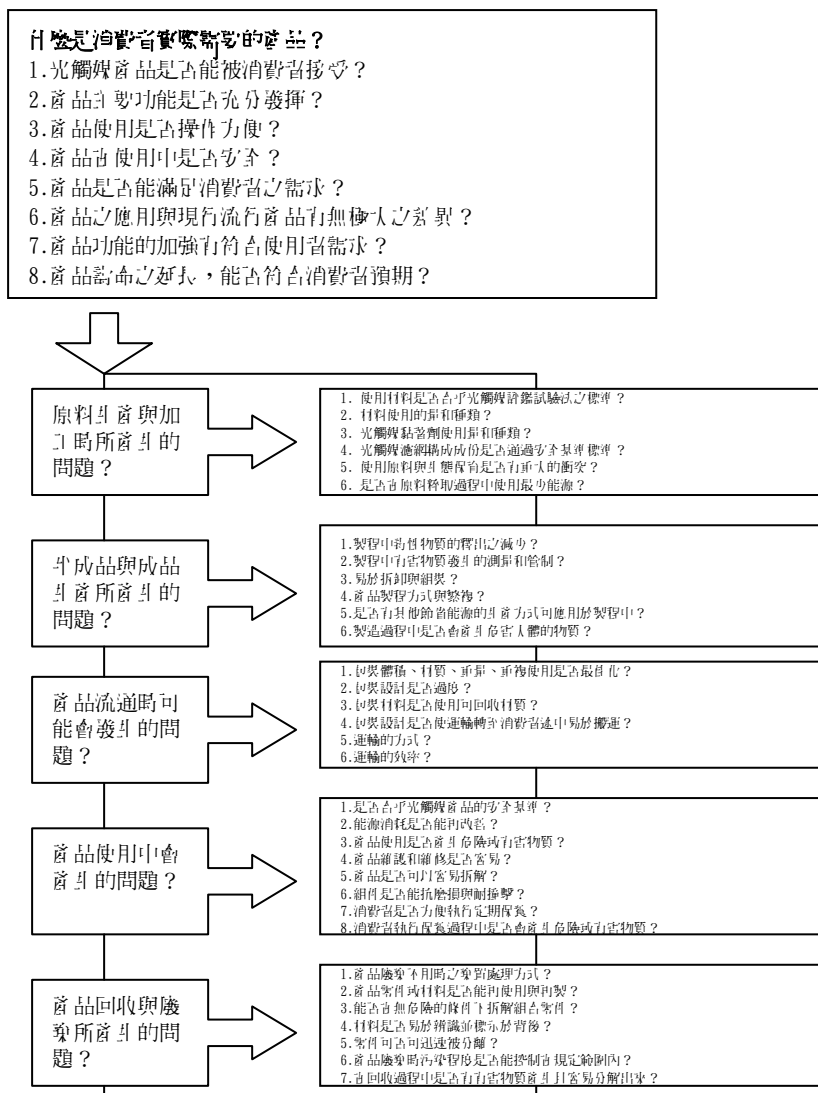 什麼是消費者實際需要的產品？
1.光觸媒產品是否能被消費者接受？
2.產品主要功能是否充分發揮？
3.產品使用是否操作方便？
4.產品在使用中是否安全？
5.產品是否能滿足消費者之需求？
6.產品之應用與現行流行產品有無極大之差異？
7.產品功能的加強有符合使用者需求？
8.產品壽命之延長，能否符合消費者預期？
原料生產與加
工時所產生的
問題？
1. 使用材料是否合乎光觸媒評鑑試驗法之標準？
2. 材料使用的量和種類？
3. 光觸媒黏著劑使用量和種類？
4. 光觸媒濾網構成成份是否通過安全基準標準？
5. 使用原料與生態保育是否有重大的衝突？
6. 是否在原料粹取過程中使用最少能源？
半成品與成品
生產所產生的
問題？
1.製程中毒性物質的釋出之減少？
2.製程中有害物質發生的測量和管制？
3.易於拆卸與組裝？
4.產品製程方式與繁複？
5.是否有其他節省能源的生產方式可應用於製程中？
6.製造過程中是否會產生危害人體的物質？
產品流通時可
能會發生的問
題？
1.包裝體積、材質、重量、重複使用是否最佳化？
2.包裝設計是否過度？
3.包裝材料是否使用可回收材質？
4.包裝設計是否使運輸轉至消費者途中易於搬運？
5.運輸的方式？
6.運輸的效率？
產品使用中會
產生的問題？
1.是否合乎光觸媒產品的安全基準？
2.能源消耗是否能再改善？
3.產品使用是否產生危險或有害物質？
4.產品維護和維修是否容易？
5.產品是否可以容易拆解？
6.組件是否能抗磨損與耐撞擊？
7.消費者是否方便執行定期保養？
8.消費者執行保養過程中是否會產生危險或有害物質？
產品回收與廢
棄所產生的問
題？
1.產品廢棄不用時之棄置處理方式？
2.產品零件或材料是否能再使用與再製？
3.能否在無危險的條件下拆解組合零件？
4.材料是否易於辨識並標示於背後？
5.零件可否可迅速被分離？
6.產品廢棄時污染程度是否能控制在規定範圍內？
7.在回收過程中是否有有害物質產生且容易分解出來？